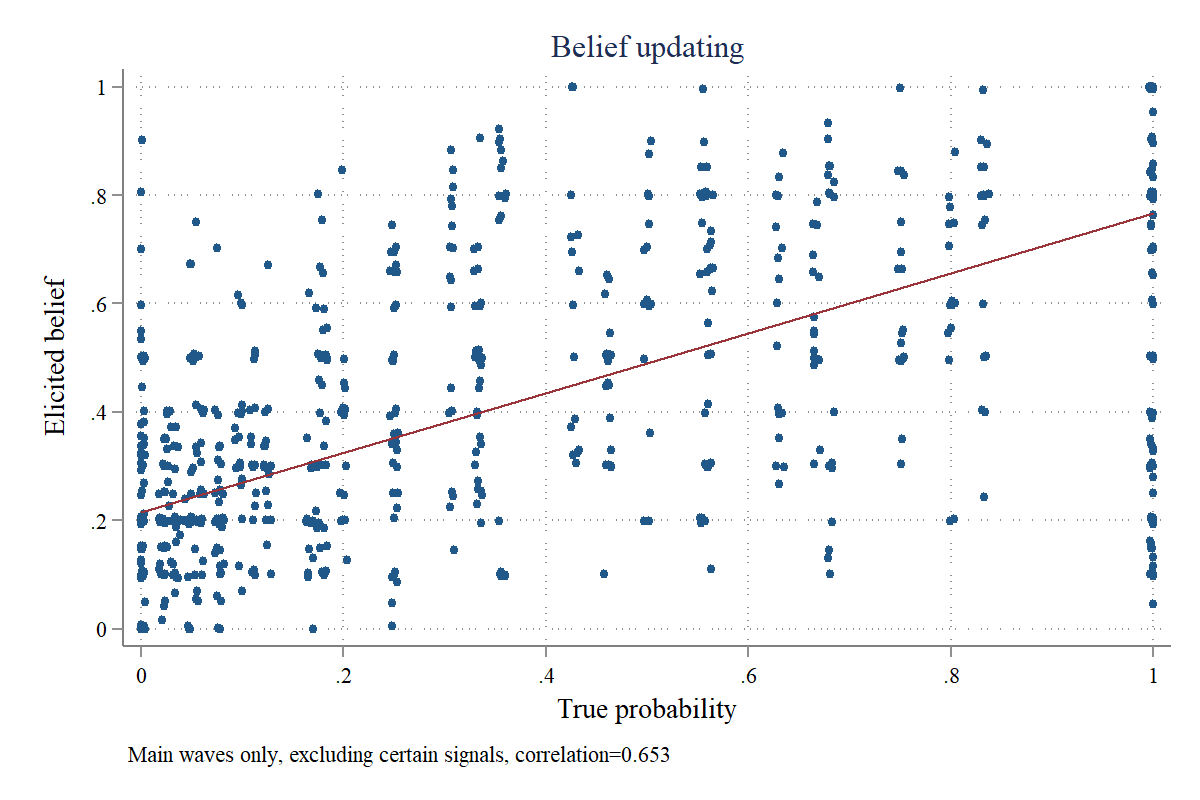 Belief updating
Elicited belief
1
.8
.6
.4
.2
0
0 .2 .4 .6 .8 1
True probability
Main waves only, excluding certain signals, correlation=0.653